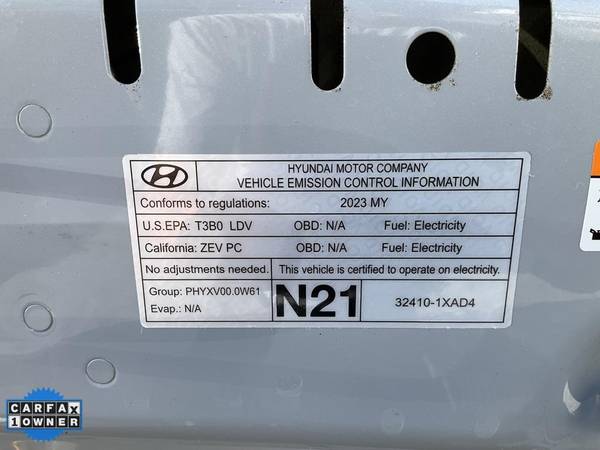 HYUNDAI MOTOR COMPANY
VEHICLE EMISSION CONTROL INFORMATION
Conforms to regulations: 2023 MY
U.S.EPA: T3B0 LDV OBD: N/A Fuel: Electricity
California: ZEV PC OBD: N/A Fuel: Electricity
No adjustments needed. This vehicle is certified to operate on electricity.
Group: PHYXV00.0W61
Evap.: N/A
N21
32410-1XAD4
CARFAX
1 OWNER